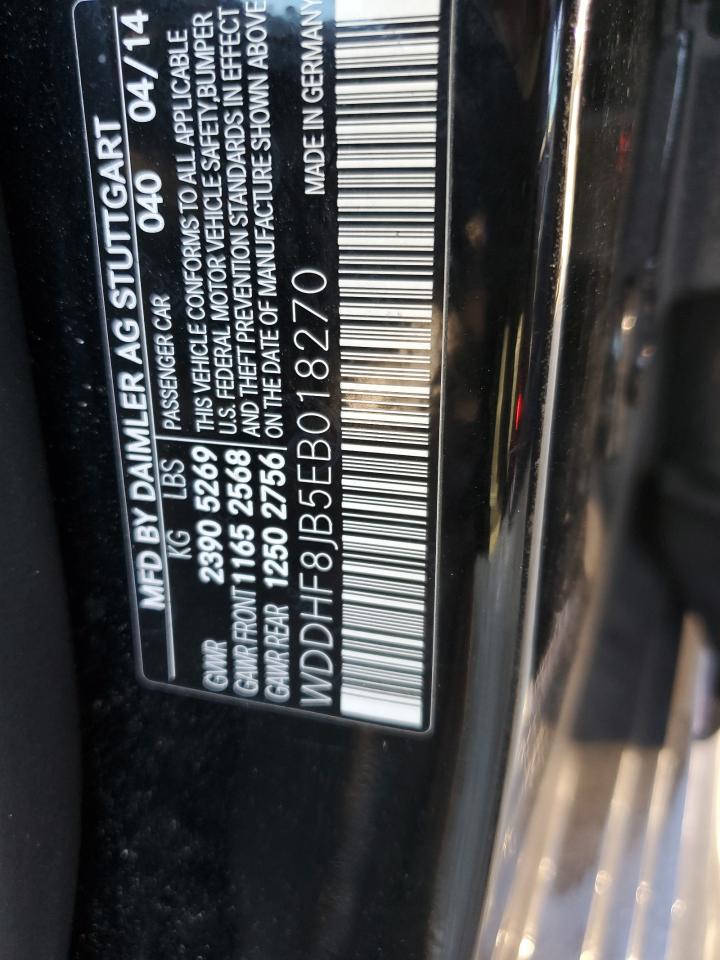 MFD BY DAIMLER AG STUTTGART
KG LBS PASSENGER CAR 040 04/14
GVWR 2390 5269 THIS VEHICLE CONFORMS TO ALL APPLICABLE
GAWR FRONT 1165 2568 U.S. FEDERAL MOTOR VEHICLE SAFETY,BUMPER
GAWR REAR 1250 2756 AND THEFT PREVENTION STANDARDS IN EFFECT
ON THE DATE OF MANUFACTURE SHOWN ABOVE
WDDHF8JB5EB018270 MADE IN GERMANY